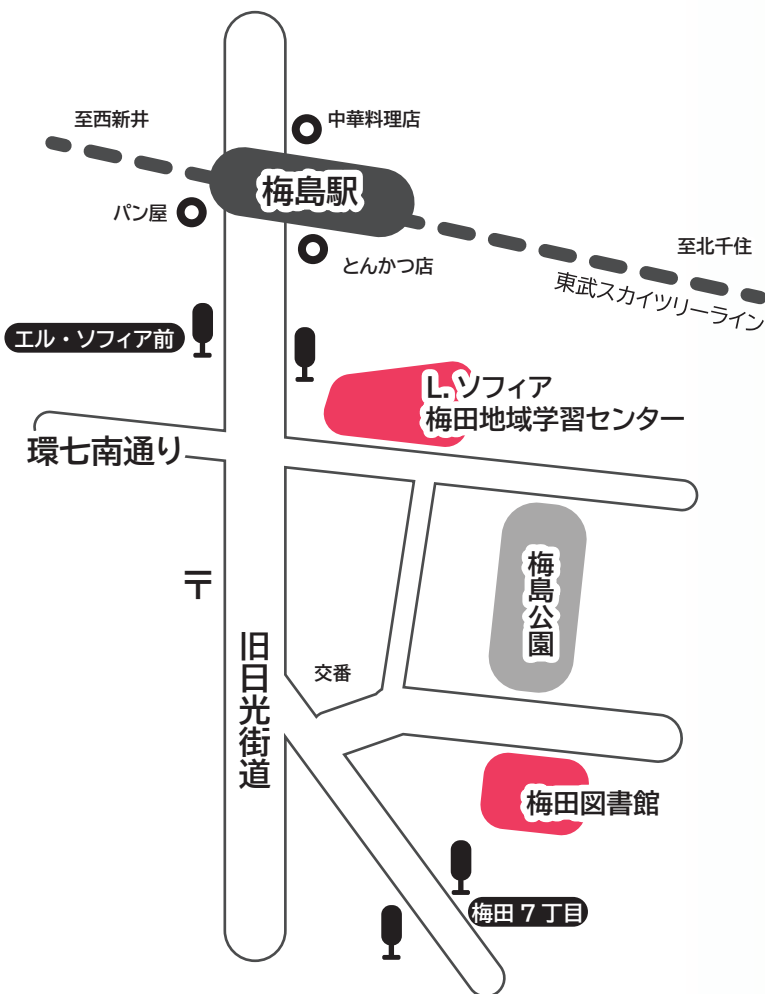 至西新井
中華料理店
梅島駅
パン屋
とんかつ店
至北千住
東武スカイツリーライン
エル・ソフィア前
L. ソフィア
梅田地域学習センター
環七南通り
〒
梅島公園
旧日光街道
交番
梅田図書館
梅田7丁目